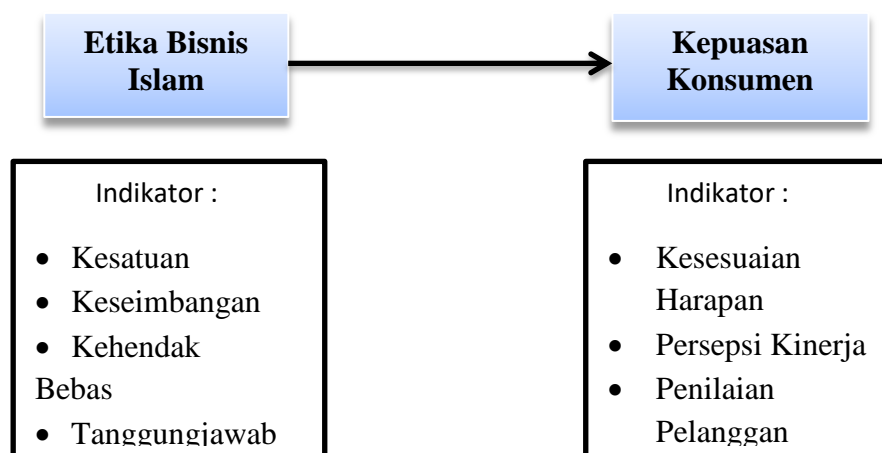 Etika Bisnis
Islam
Kepuasan
Konsumen
Indikator :
• Kesatuan
• Keseimbangan
• Kehendak
Bebas
• Tanggungjawab
Indikator :
• Kesesuaian
Harapan
• Persepsi Kinerja
• Penilaian
Pelanggan